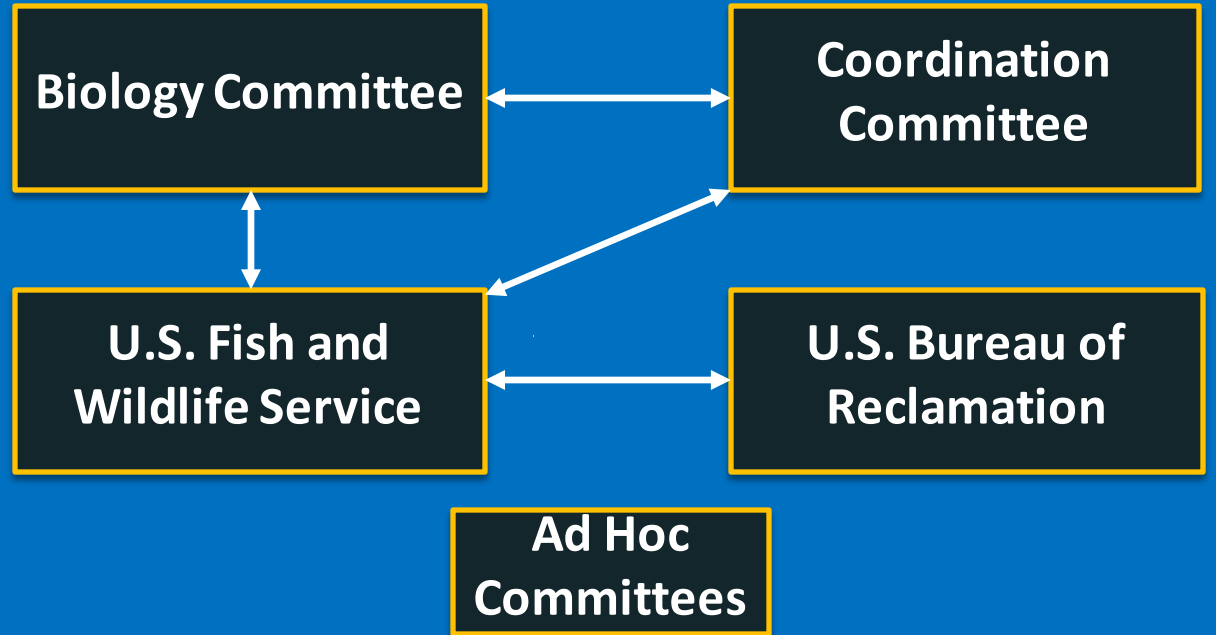 Biology Committee
Coordination
Committee
U.S. Fish and
Wildlife Service
U.S. Bureau of
Reclamation
Ad Hoc
Committees